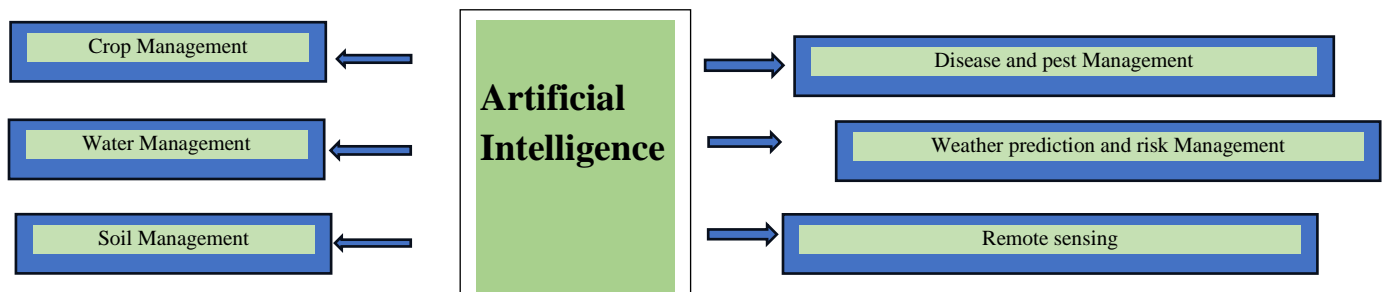 Crop Management
Water Management
Soil Management
Artificial
Intelligence
Disease and pest Management
Weather prediction and risk Management
Remote sensing